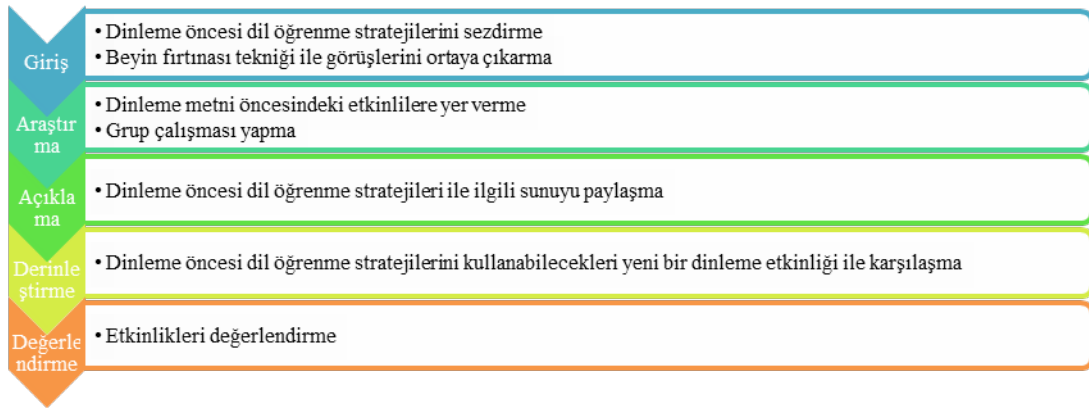 Giriş
• Dinleme öncesi dil öğrenme stratejilerini sezdirme
• Beyin fırtınası tekniği ile görüşlerini ortaya çıkarma
Araştır
ma
• Dinleme metni öncesindeki etkinlilere yer verme
• Grup çalışması yapma
Açıkla
ma
• Dinleme öncesi dil öğrenme stratejileri ile ilgili sunuyu paylaşma
Derinle
ştirme
• Dinleme öncesi dil öğrenme stratejilerini kullanabilecekleri yeni bir dinleme etkinliği ile karşılaşma
Değerle
ndirme
• Etkinlikleri değerlendirme